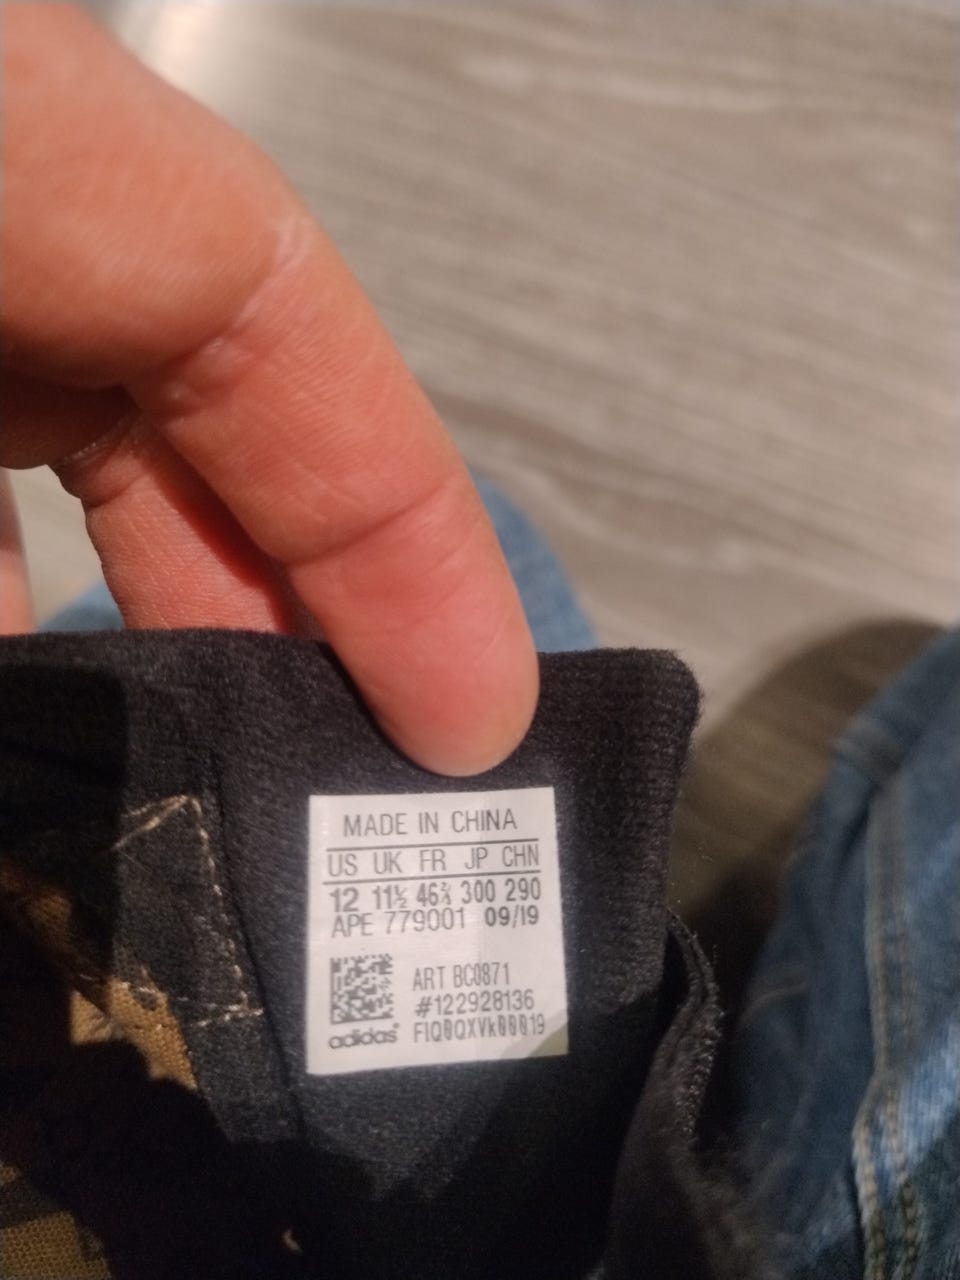 MADE IN CHINA
US UK FR JP CHN
12 11½ 46⅔ 300 290
APE 779001 09/19
ART BC0871
#122928136
adidas® FlQ0QXVk00019